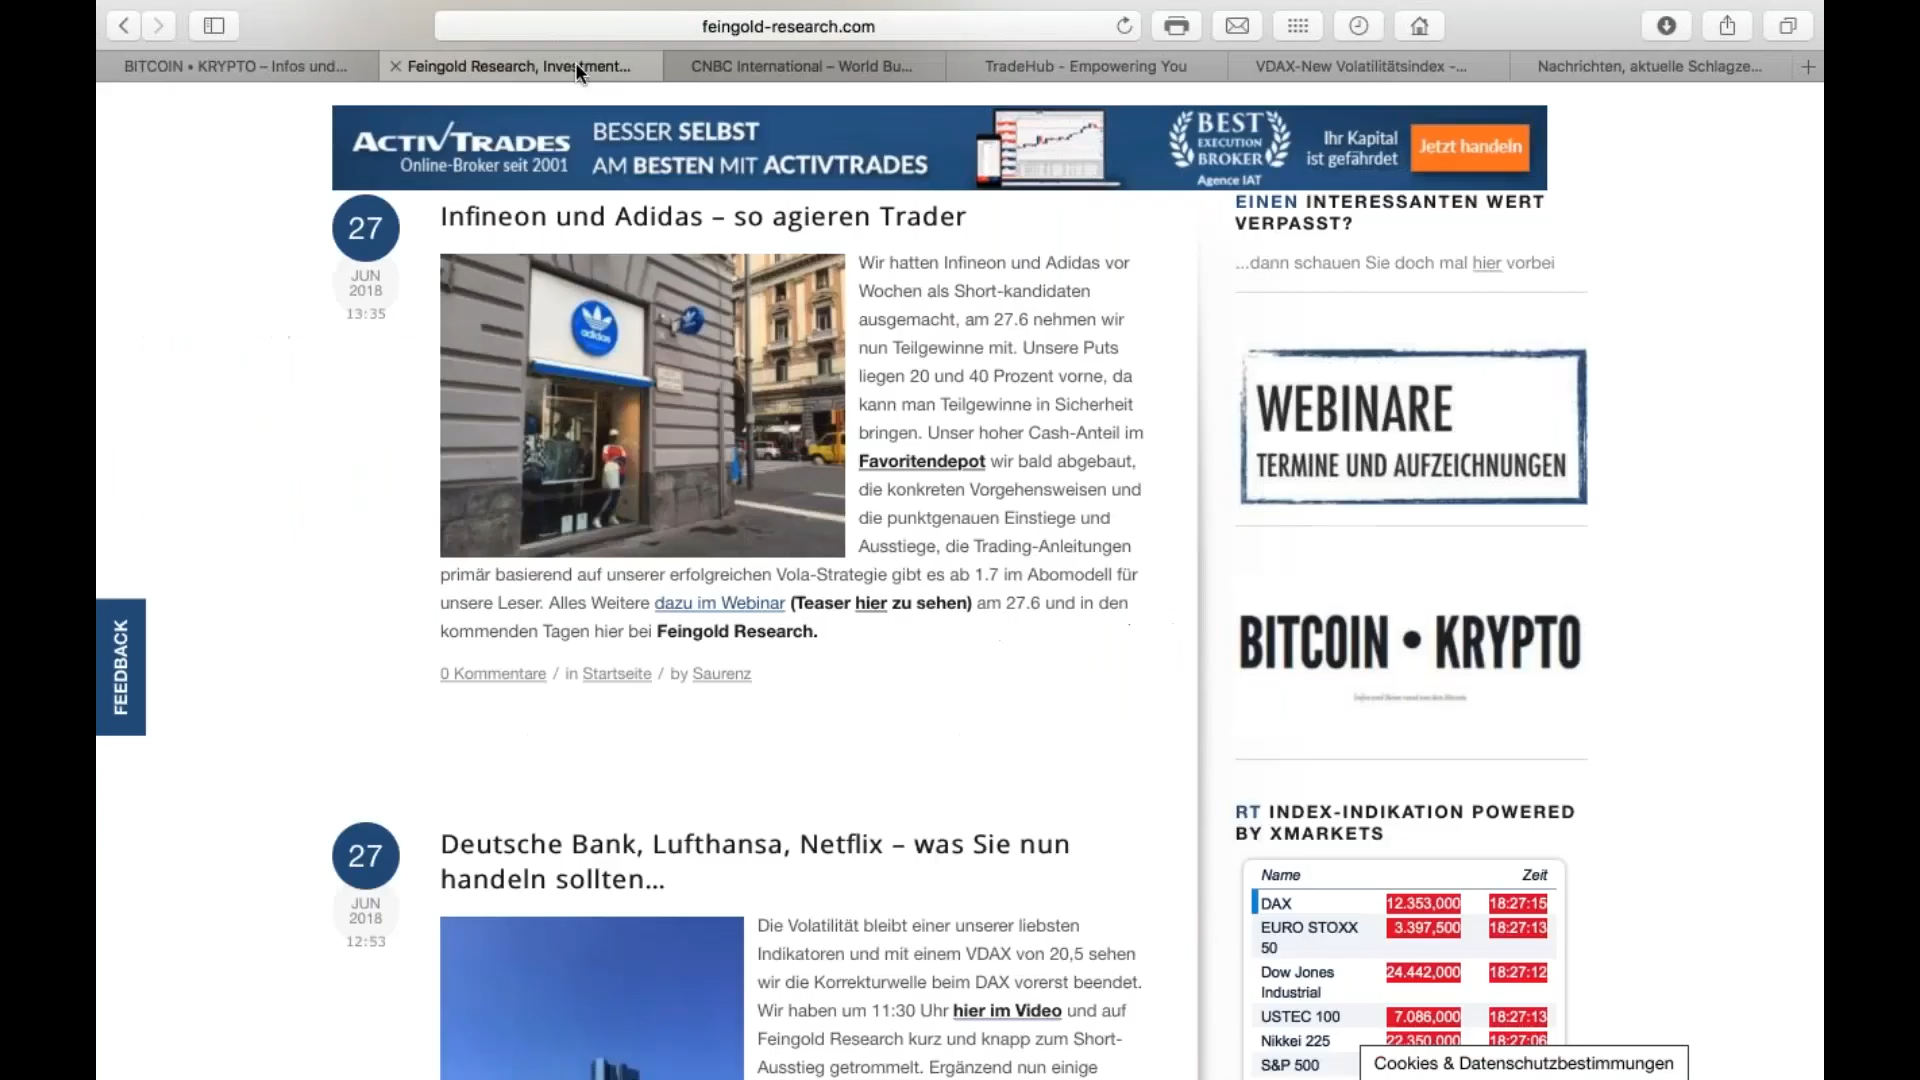 feingold-research.com
BITCOIN • KRYPTO – Infos und...
Feingold Research, Investment...
CNBC International – World Bu...
TradeHub - Empowering You
VDAX-New Volatilitätsindex -...
Nachrichten, aktuelle Schlagze...
ACTIVTRADES
Online-Broker seit 2001
BESSER SELBST
AM BESTEN MIT ACTIVTRADES
BEST
EXECUTION
BROKER
Agence IAT
Ihr Kapital
ist gefährdet
Jetzt handeln
27
JUN
2018
13:35
Infineon und Adidas – so agieren Trader
adidas
Wir hatten Infineon und Adidas vor
Wochen als Short-kandidaten
ausgemacht, am 27.6 nehmen wir
nun Teilgewinne mit. Unsere Puts
liegen 20 und 40 Prozent vorne, da
kann man Teilgewinne in Sicherheit
bringen. Unser hoher Cash-Anteil im
Favoritendepot wir bald abgebaut,
die konkreten Vorgehensweisen und
die punktgenauen Einstiege und
Ausstiege, die Trading-Anleitungen
primär basierend auf unserer erfolgreichen Vola-Strategie gibt es ab 1.7 im Abomodell für
unsere Leser. Alles Weitere dazu im Webinar (Teaser hier zu sehen) am 27.6 und in den
kommenden Tagen hier bei Feingold Research.
0 Kommentare / in Startseite / by Saurenz
FEEDBACK
27
JUN
2018
12:53
Deutsche Bank, Lufthansa, Netflix – was Sie nun
handeln sollten…
Die Volatilität bleibt einer unserer liebsten
Indikatoren und mit einem VDAX von 20,5 sehen
wir die Korrekturwelle beim DAX vorerst beendet.
Wir haben um 11:30 Uhr hier im Video und auf
Feingold Research kurz und knapp zum Short-
Ausstieg getrommelt. Ergänzend nun einige
EINEN INTERESSANTEN WERT
VERPASST?
...dann schauen Sie doch mal hier vorbei
WEBINARE
TERMINE UND AUFZEICHNUNGEN
BITCOIN • KRYPTO
RT INDEX-INDIKATION POWERED
BY XMARKETS
Name Zeit
DAX 12.353,000 18:27:15
EURO STOXX 3.397,500 18:27:13
50
Dow Jones 24.442,000 18:27:12
Industrial
USTEC 100 7.086,000 18:27:13
Nikkei 225 22.350,000 18:27:06
S&P 500
Cookies & Datenschutzbestimmungen